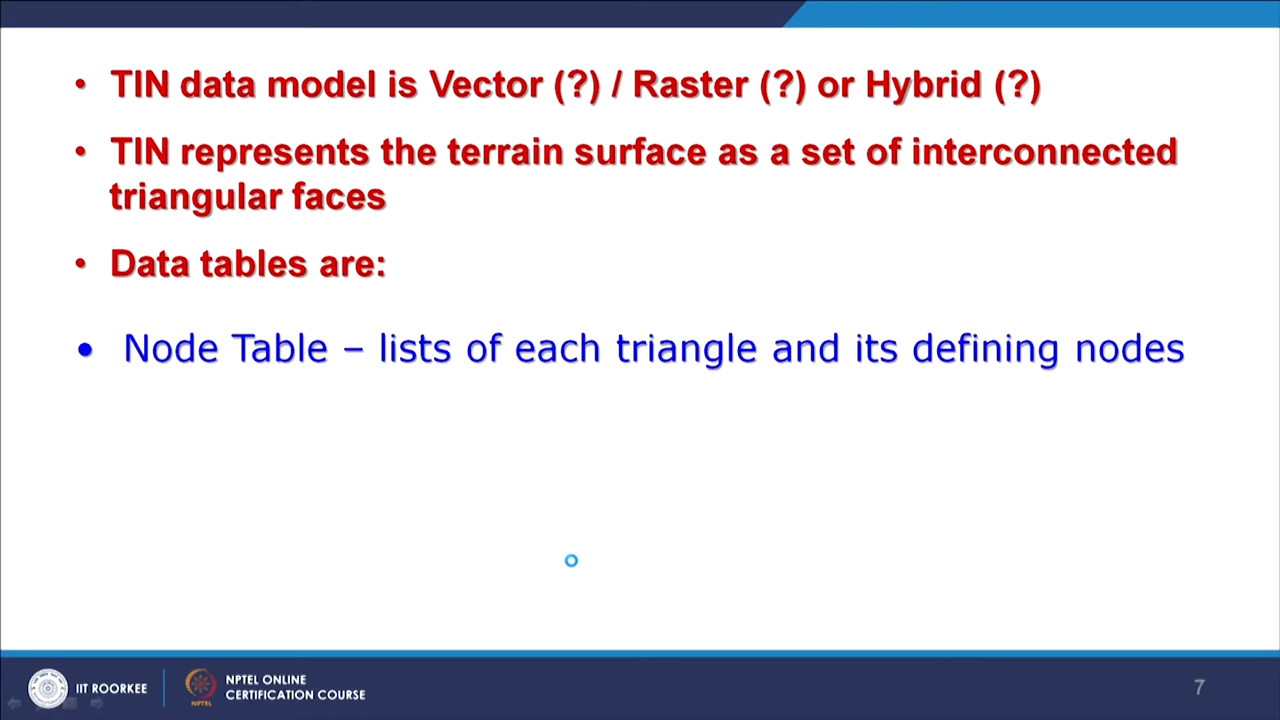 • TIN data model is Vector (?) / Raster (?) or Hybrid (?)
• TIN represents the terrain surface as a set of interconnected
triangular faces
• Data tables are:
• Node Table – lists of each triangle and its defining nodes
IIT ROORKEE
NPTEL
NPTEL ONLINE
CERTIFICATION COURSE
7